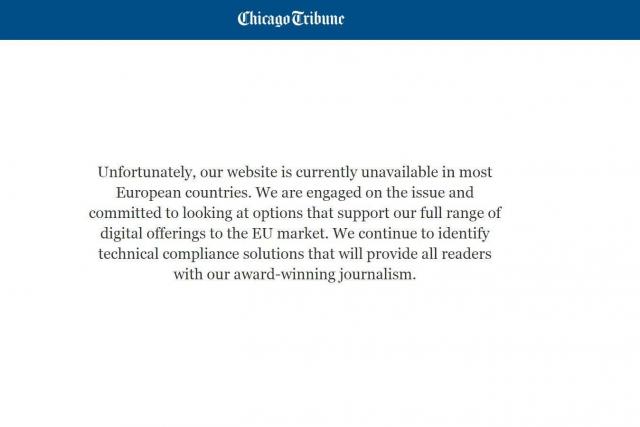 Chicago Tribune
Unfortunately, our website is currently unavailable in most
European countries. We are engaged on the issue and
committed to looking at options that support our full range of
digital offerings to the EU market. We continue to identify
technical compliance solutions that will provide all readers
with our award-winning journalism.